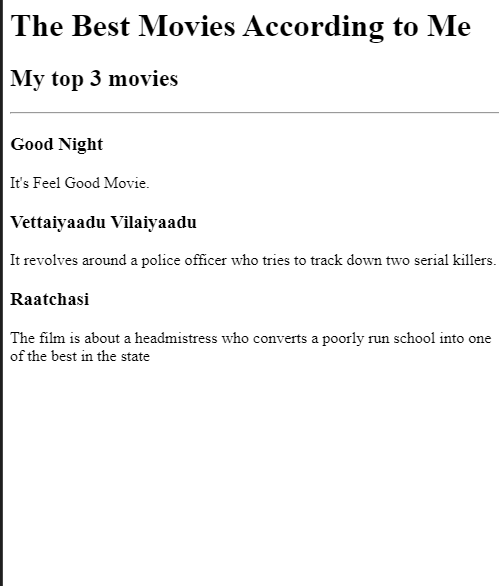 The Best Movies According to Me
My top 3 movies
Good Night
It's Feel Good Movie.
Vettaiyaadu Vilaiyaadu
It revolves around a police officer who tries to track down two serial killers.
Raatchasi
The film is about a headmistress who converts a poorly run school into one
of the best in the state